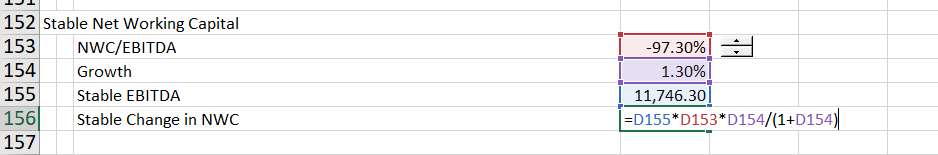 152 Stable Net Working Capital
153 NWC/EBITDA -97.30%
154 Growth 1.30%
155 Stable EBITDA 11,746.30
156 Stable Change in NWC =D155*D153*D154/(1+D154)
157